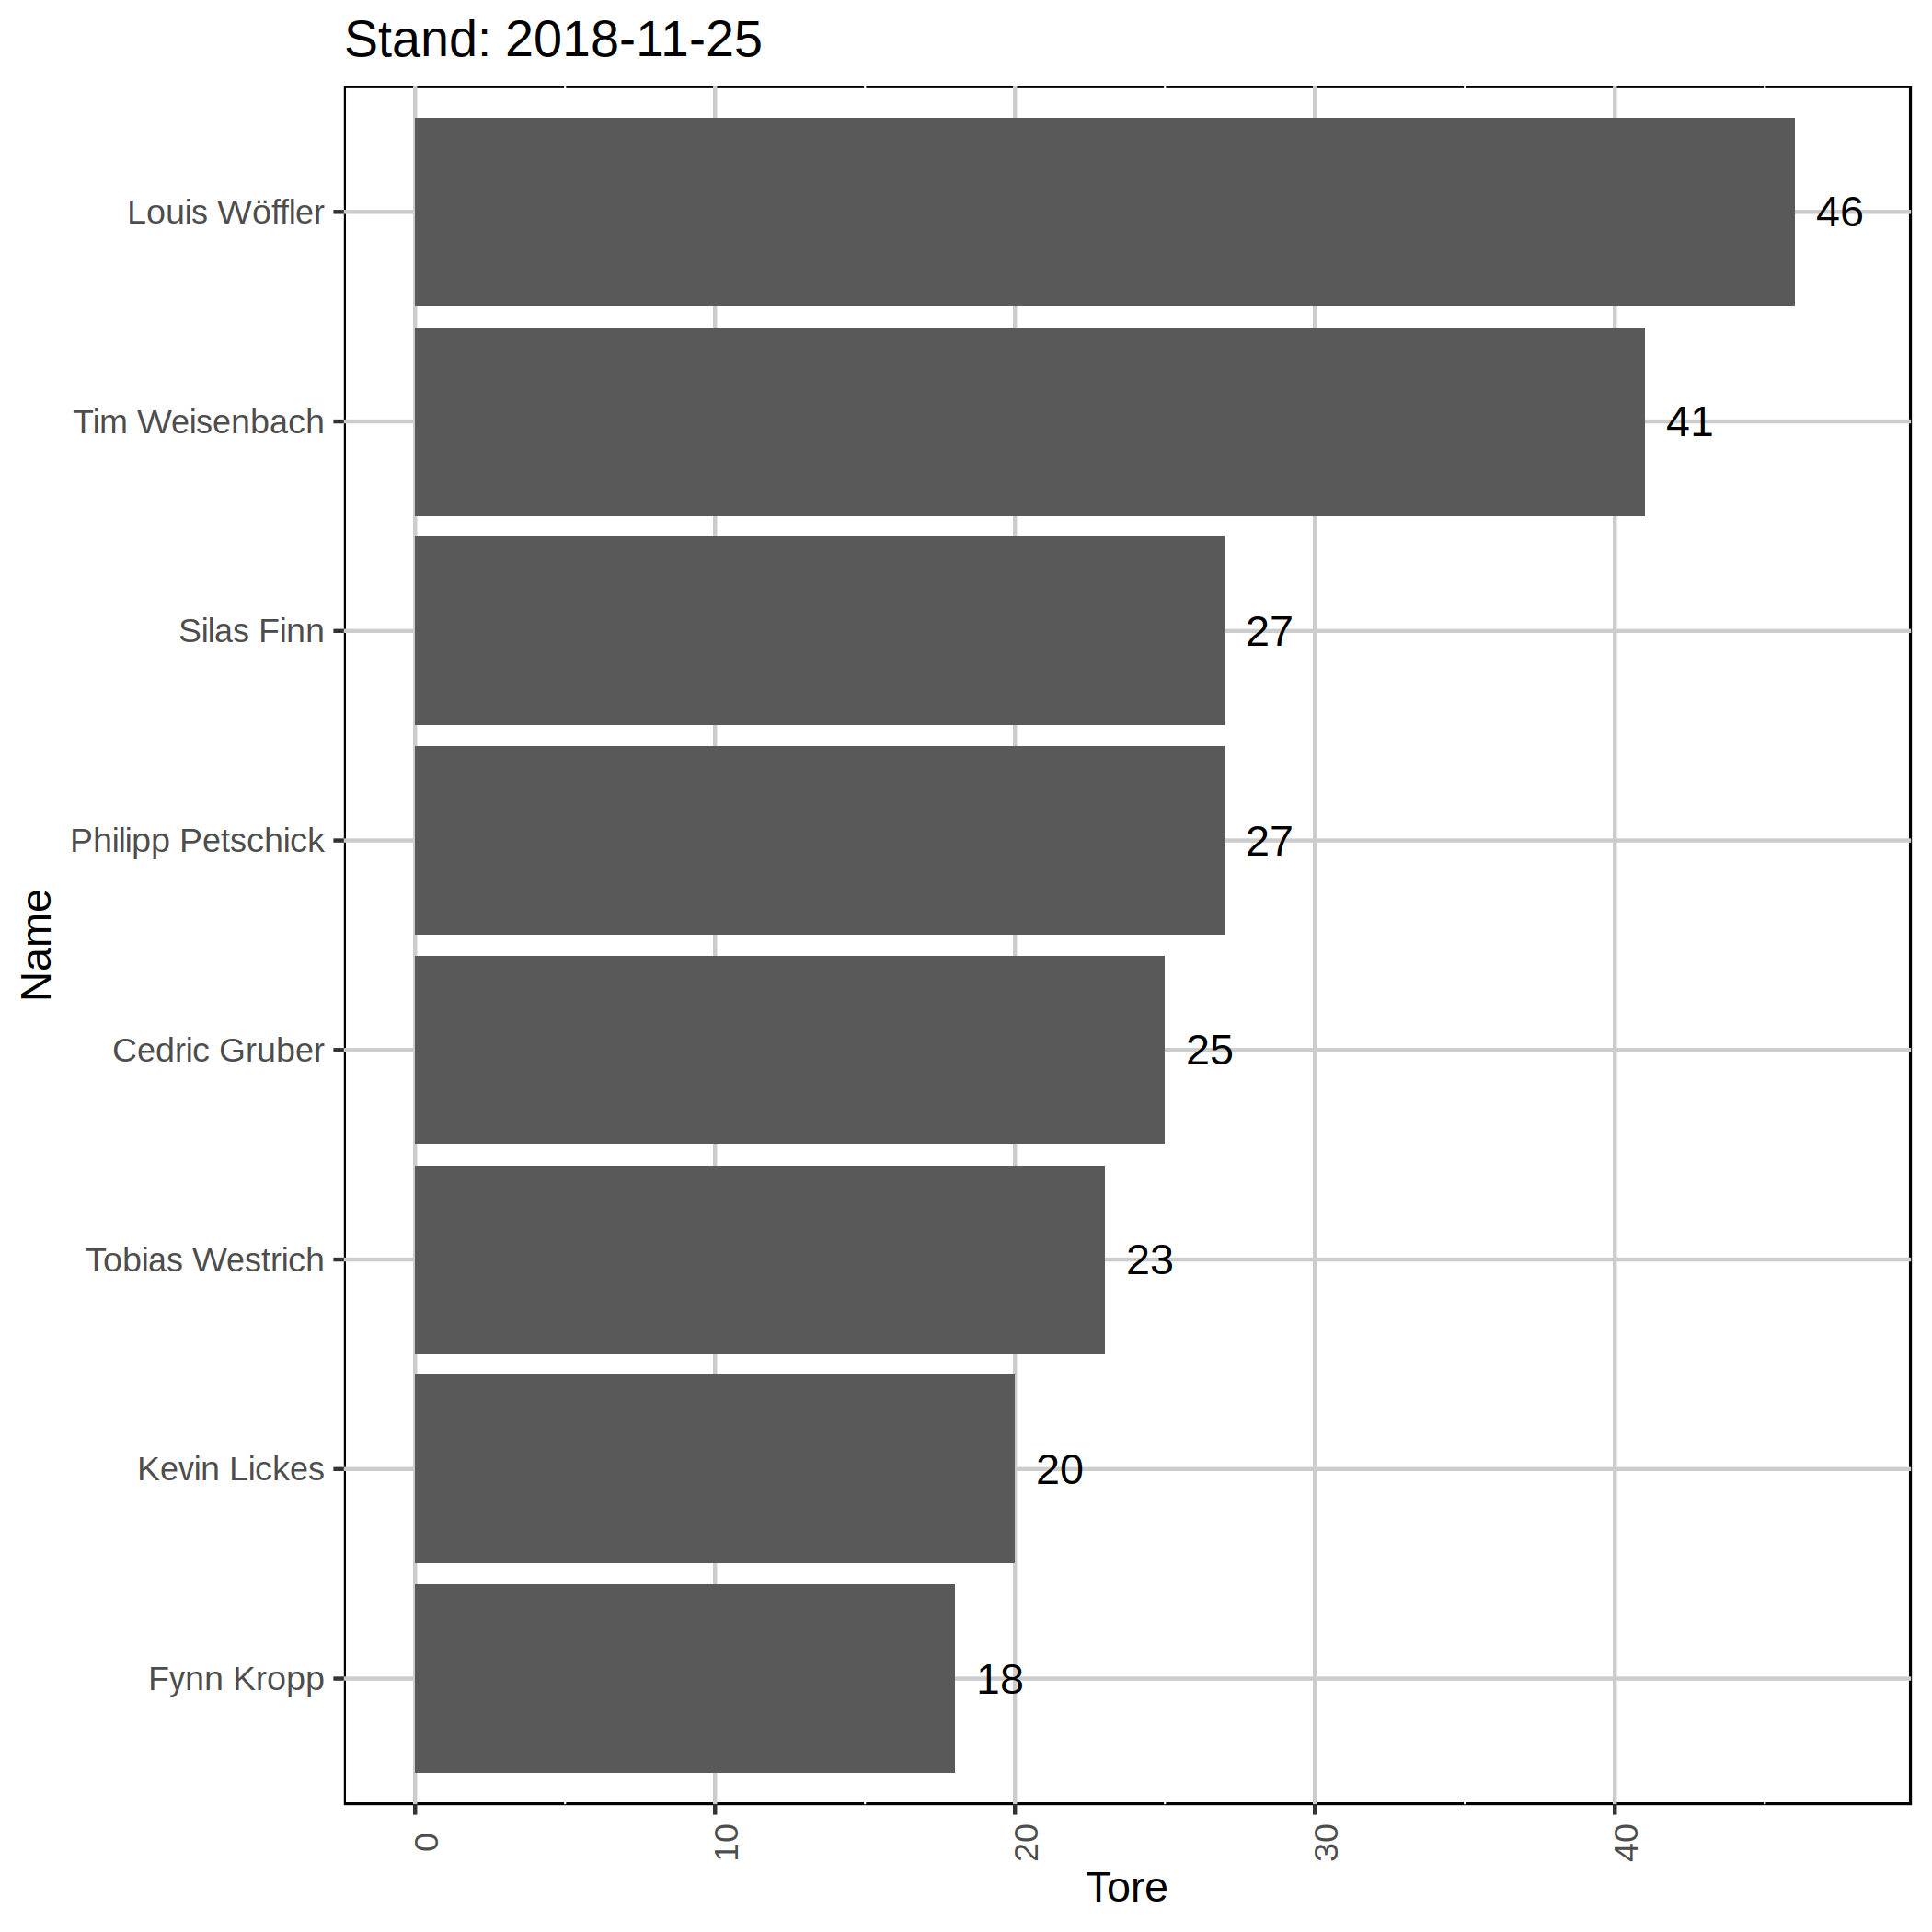 Stand: 2018-11-25
Louis Wöffler
46
Tim Weisenbach
41
Silas Finn
27
Philipp Petschick
27
Name
Cedric Gruber
25
Tobias Westrich
23
Kevin Lickes
20
Fynn Kropp
18
0 10 20 30 40
Tore